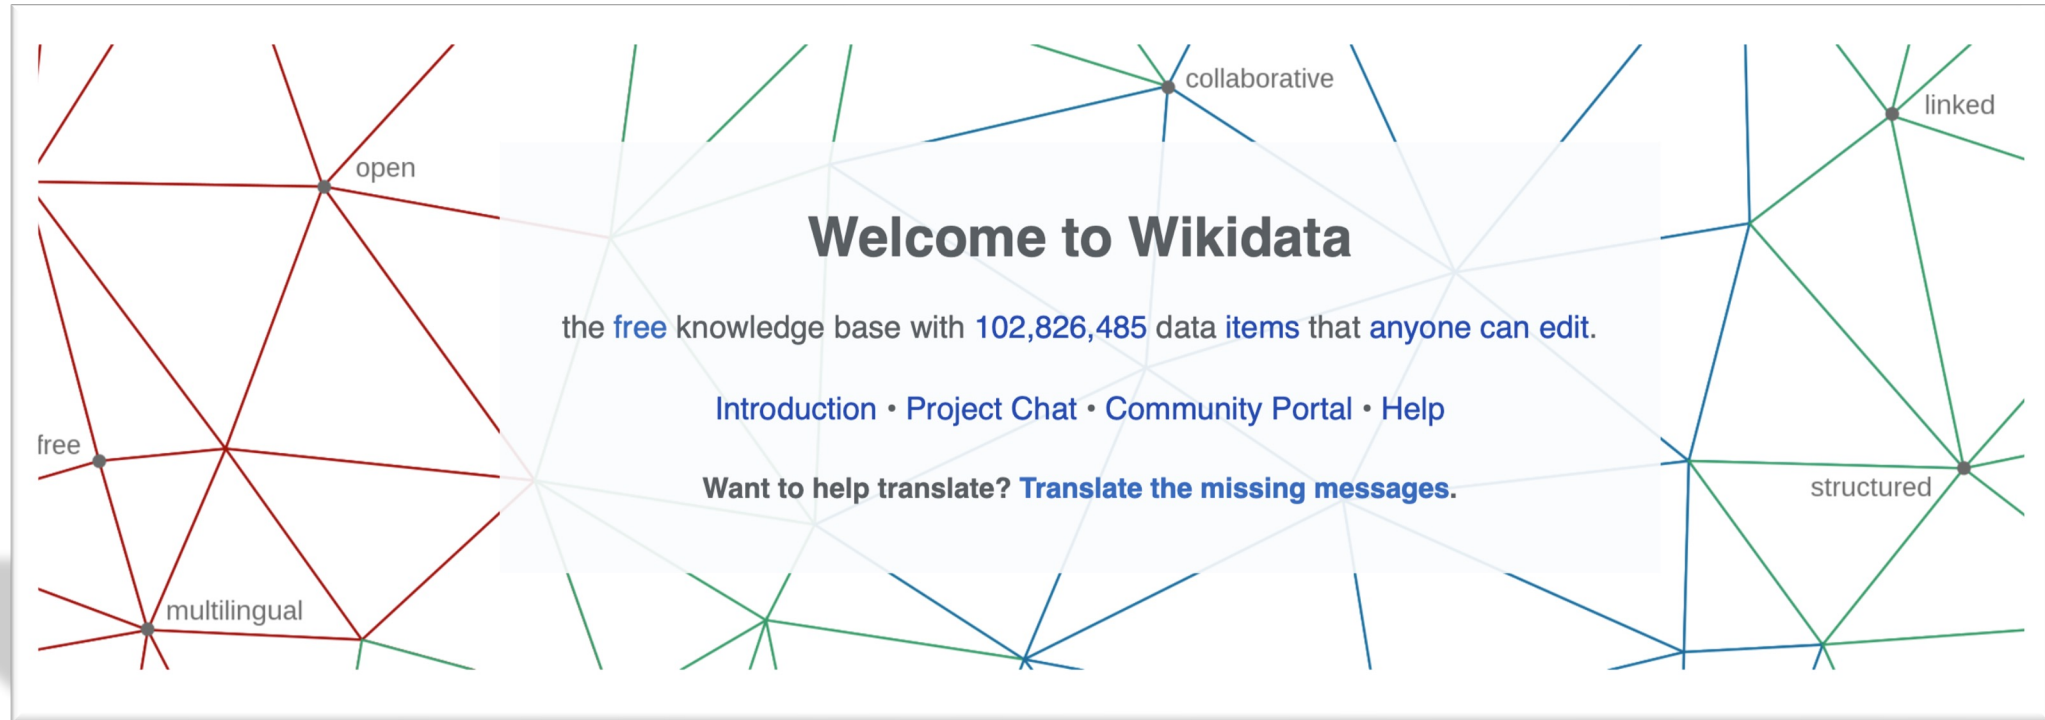 collaborative
linked
open
Welcome to Wikidata
the free knowledge base with 102,826,485 data items that anyone can edit.
Introduction • Project Chat • Community Portal • Help
free
Want to help translate? Translate the missing messages.
structured
multilingual